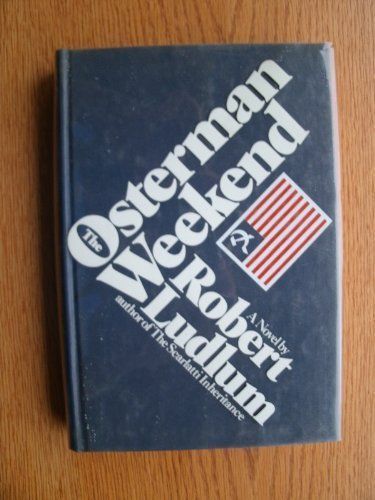 The
Osterman
Weekend
A Novel by
Robert
Ludlum
author of The Scarlatti Inheritance